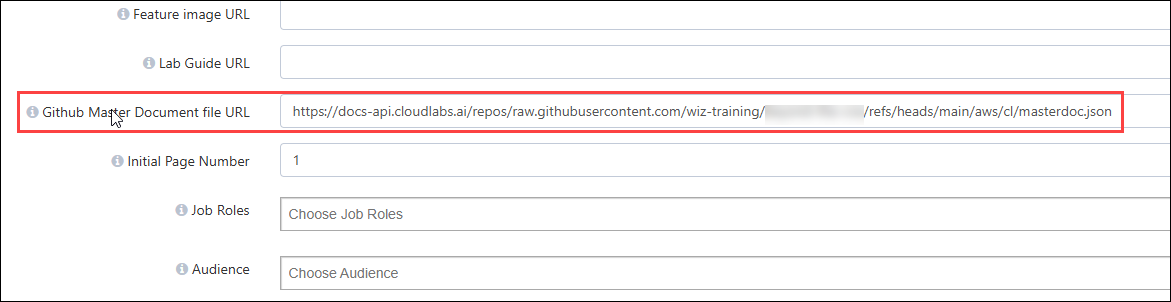 Feature image URL
Lab Guide URL
Github Master Document file URL https://docs-api.cloudlabs.ai/repos/raw.githubusercontent.com/wiz-training/ /refs/heads/main/aws/cl/masterdoc.json
Initial Page Number 1
Job Roles Choose Job Roles
Audience Choose Audience